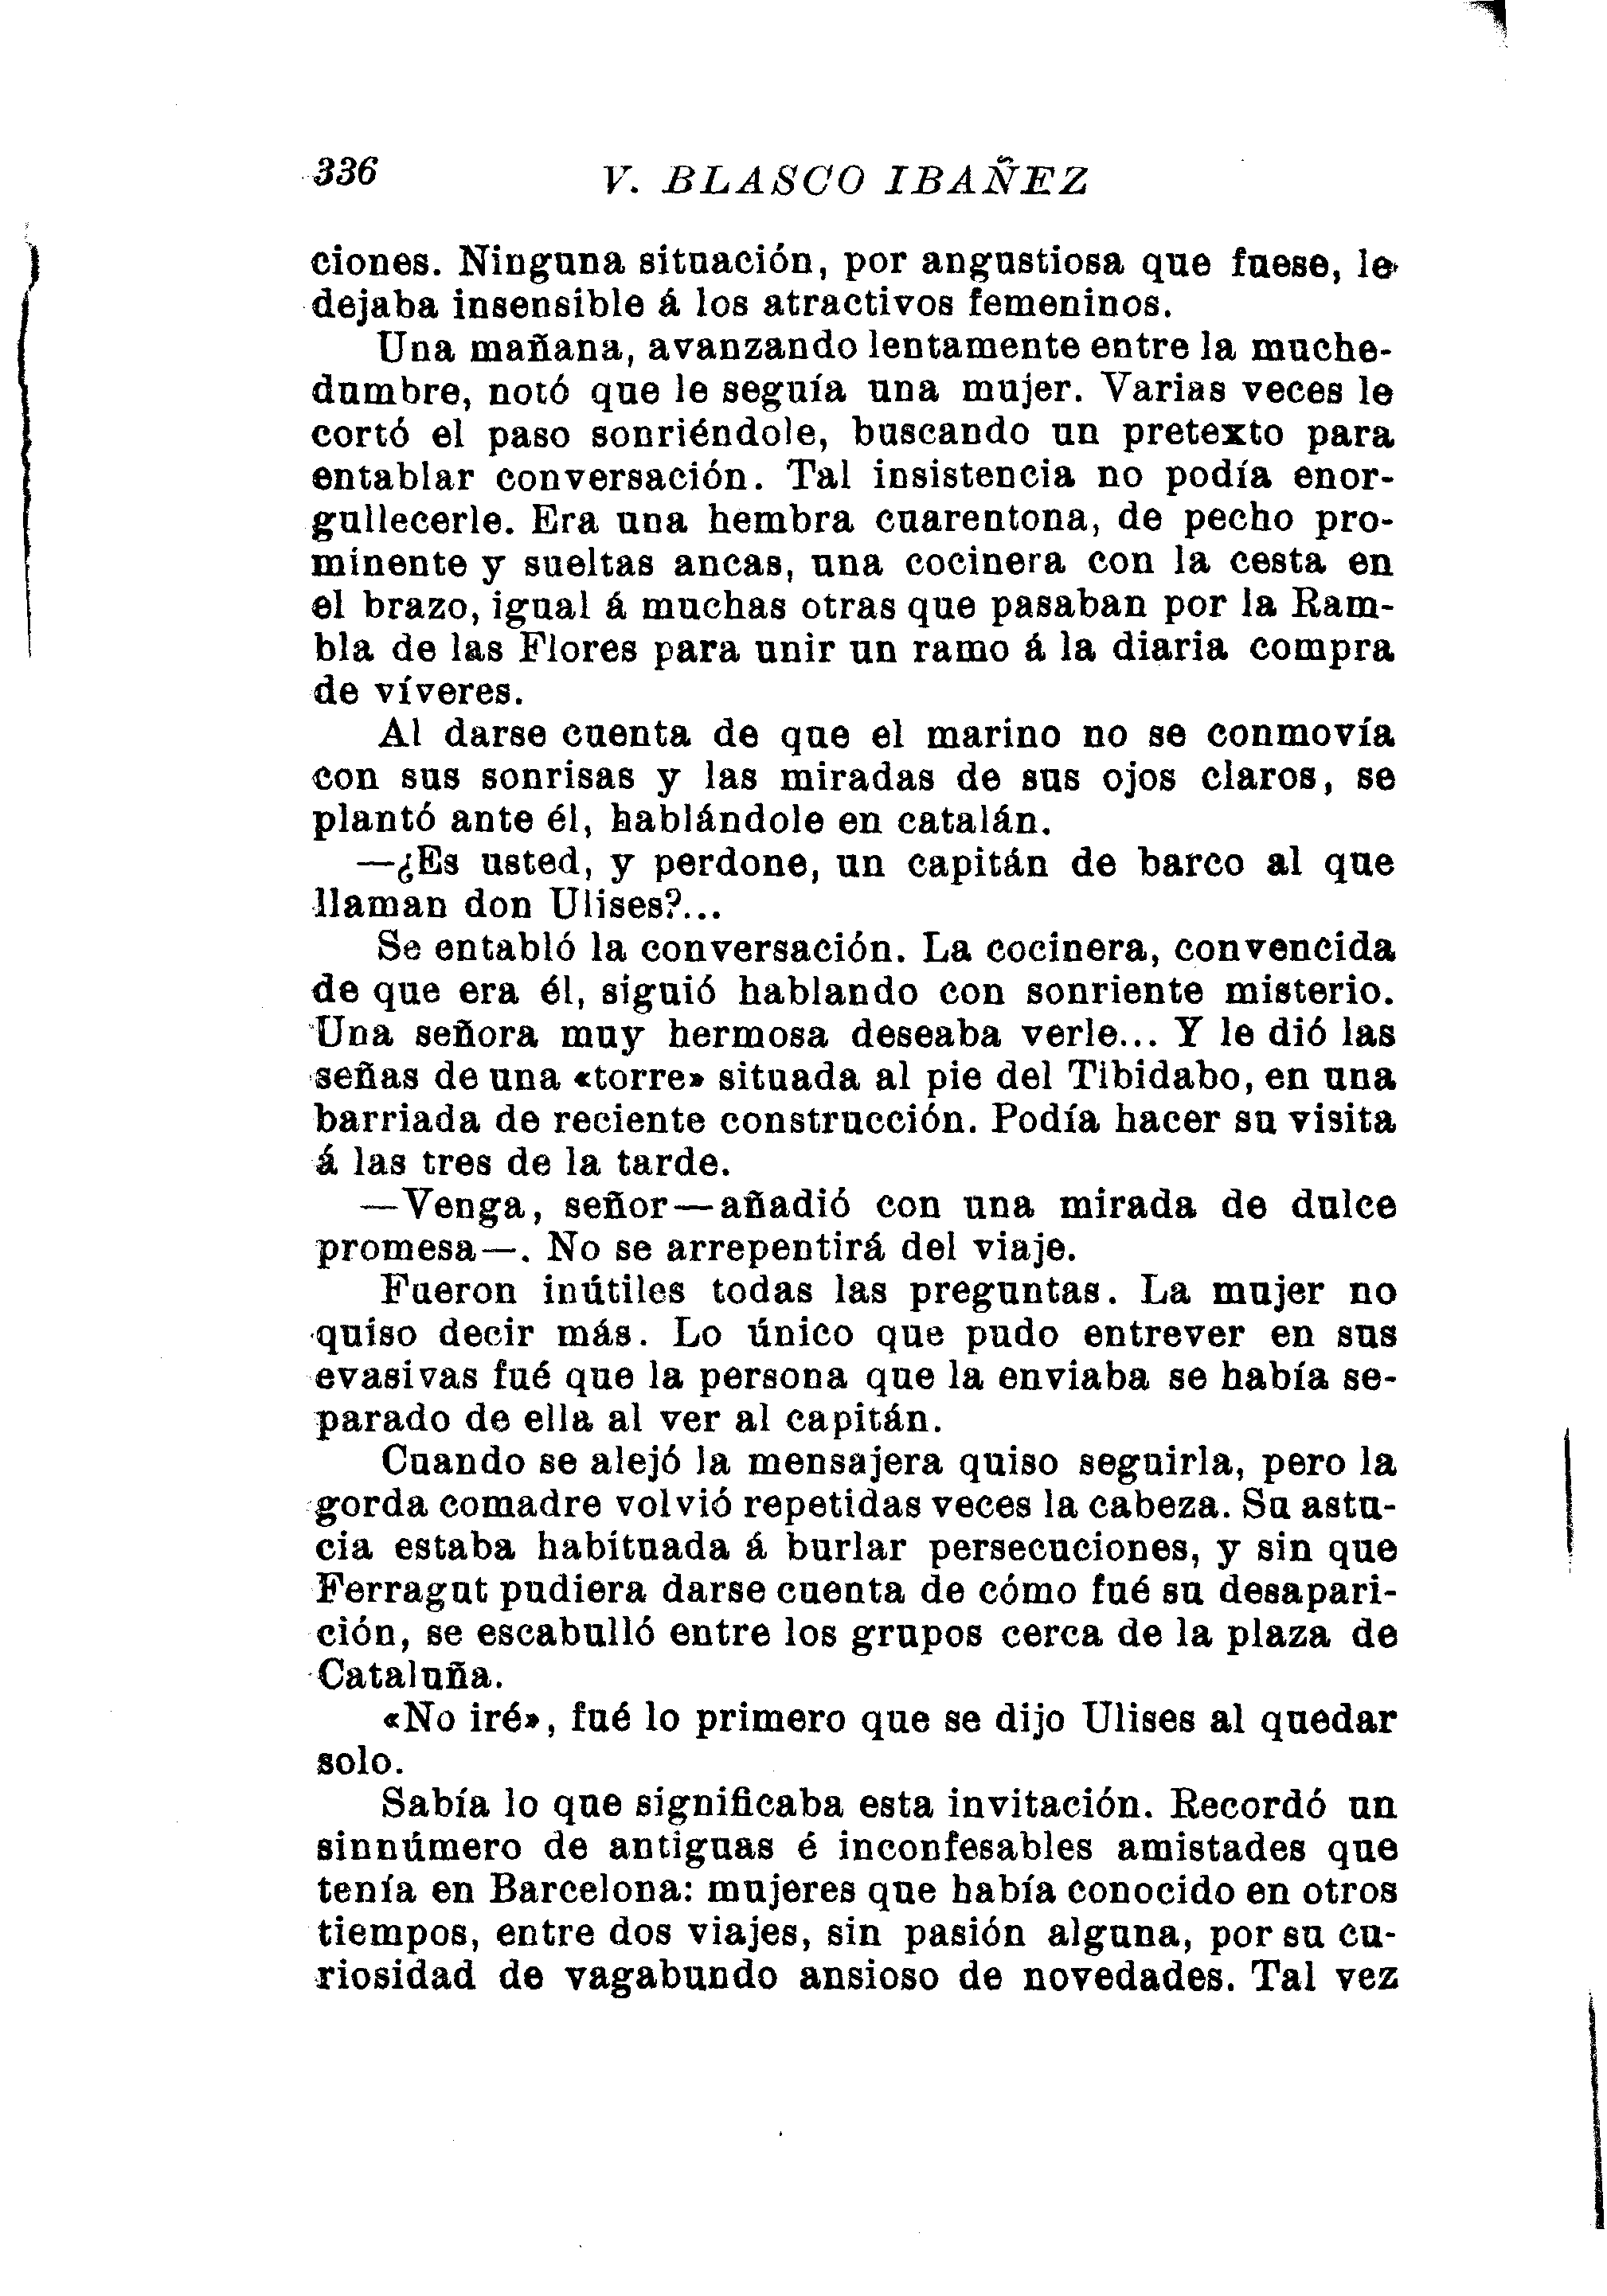 336
V. BLASCO IBAÑEZ
ciones. Ninguna situación, por angustiosa que fuese, le
dejaba insensible á los atractivos femeninos.
Una mañana, avanzando lentamente entre la muche-
dumbre, notó que le seguía una mujer. Varias veces le
cortó el paso sonriéndole, buscando un pretexto para
entablar conversación. Tal insistencia no podía enor-
gullecerle. Era una hembra cuarentona, de pecho pro-
minente y sueltas ancas, una cocinera con la cesta en
el brazo, igual á muchas otras que pasaban por la Ram-
bla de las Flores para unir un ramo á la diaria compra
de víveres.
Al darse cuenta de que el marino no se conmovía
con sus sonrisas y las miradas de sus ojos claros, se
plantó ante él, hablándole en catalán.
—¿Es usted, y perdone, un capitán de barco al que
llaman don Ulises?...
Se entabló la conversación. La cocinera, convencida
de que era él, siguió hablando con sonriente misterio.
Una señora muy hermosa deseaba verle... Y le dió las
señas de una «torre» situada al pie del Tibidabo, en una
barriada de reciente construcción. Podía hacer su visita
á las tres de la tarde.
—Venga, señor—añadió con una mirada de dulce
promesa—. No se arrepentirá del viaje.
Fueron inútiles todas las preguntas. La mujer no
quiso decir más. Lo único que pudo entrever en sus
evasivas fué que la persona que la enviaba se había se-
parado de ella al ver al capitán.
Cuando se alejó la mensajera quiso seguirla, pero la
gorda comadre volvió repetidas veces la cabeza. Su astu-
cia estaba habituada á burlar persecuciones, y sin que
Ferragut pudiera darse cuenta de cómo fué su desapari-
ción, se escabulló entre los grupos cerca de la plaza de
Cataluña.
«No iré», fué lo primero que se dijo Ulises al quedar
solo.
Sabía lo que significaba esta invitación. Recordó un
sinnúmero de antiguas é inconfesables amistades que
tenía en Barcelona: mujeres que había conocido en otros
tiempos, entre dos viajes, sin pasión alguna, por su cu-
riosidad de vagabundo ansioso de novedades. Tal vez